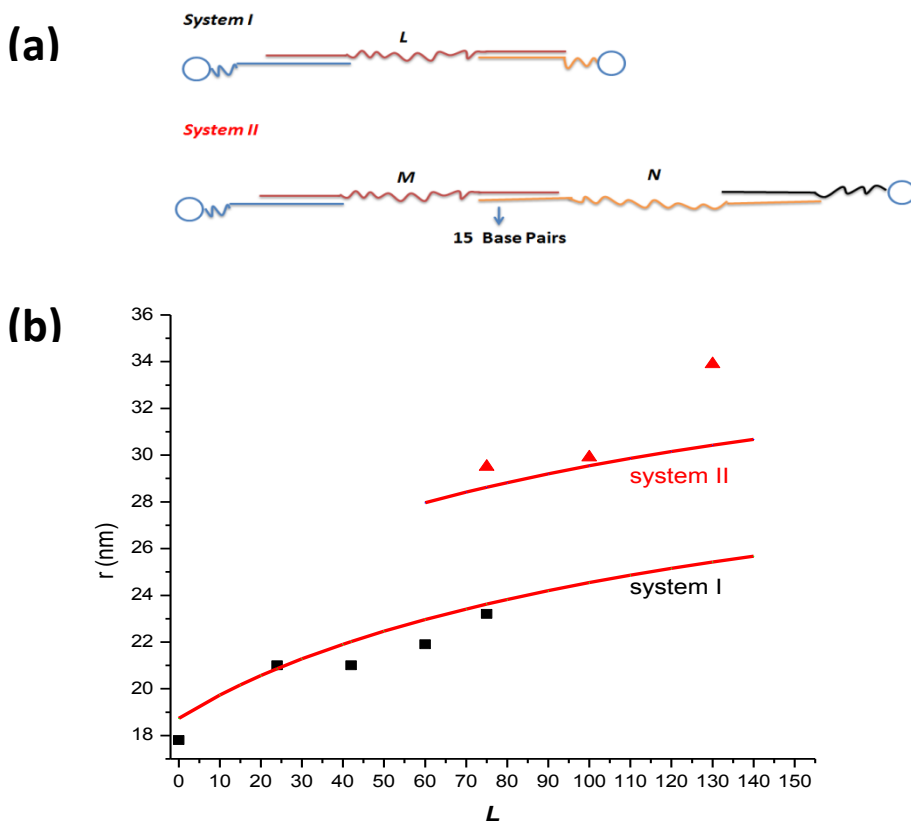 (a)
System I
L
System II
M
N
15 Base Pairs
(b)
36
34
32
30
28
26
24
22
20
18
r (nm)
system II
system I
0 10 20 30 40 50 60 70 80 90 100 110 120 130 140 150
L